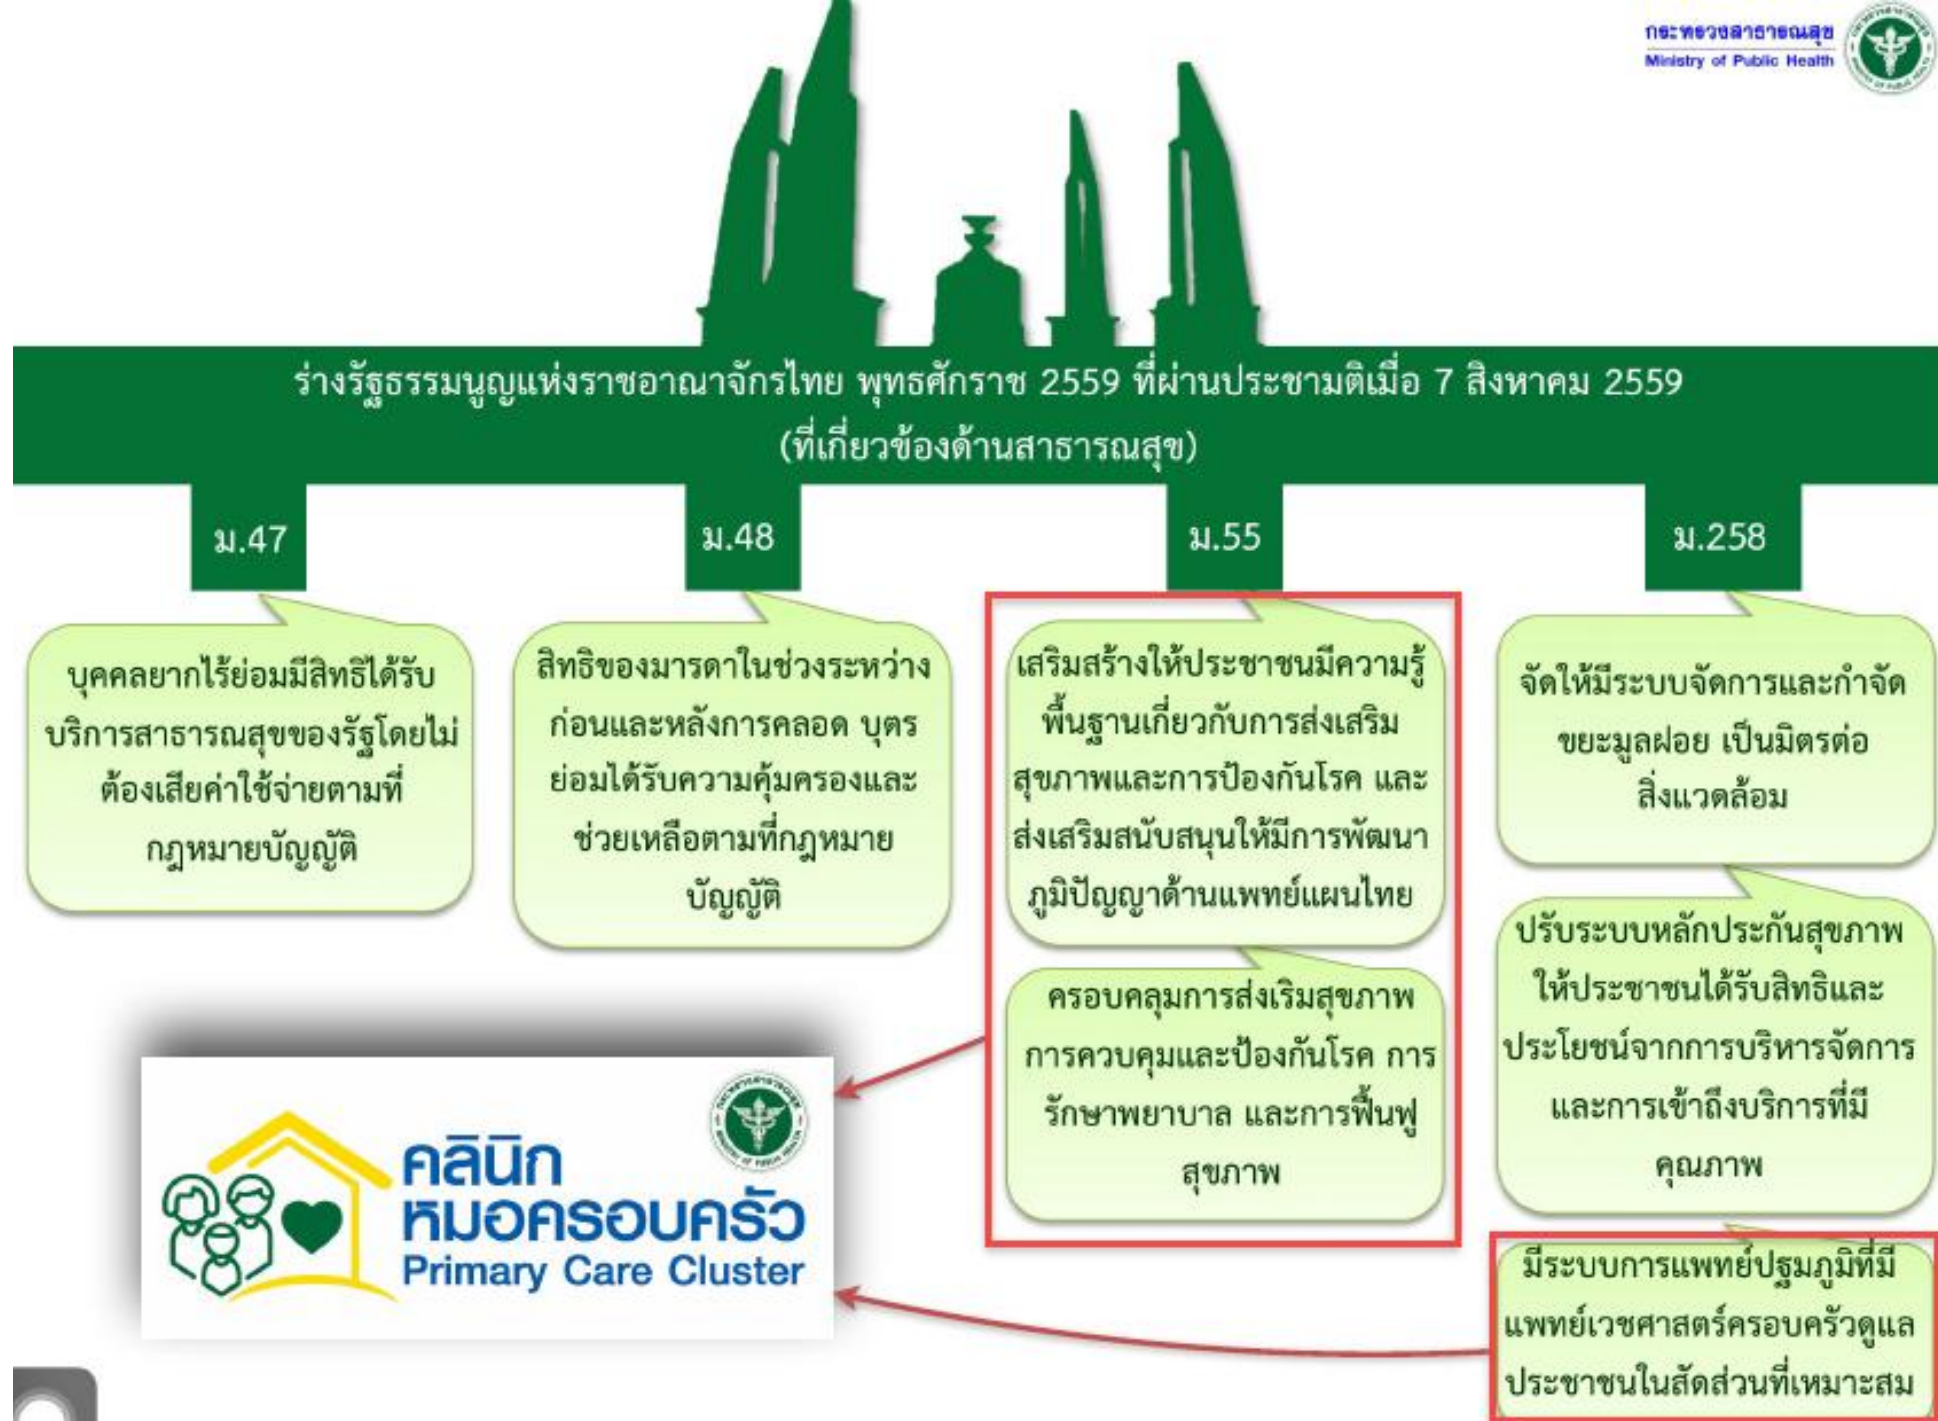 กระทรวงสาธารณสุข
Ministry of Public Health
ร่างรัฐธรรมนูญแห่งราชอาณาจักรไทย พุทธศักราช 2559 ที่ผ่านประชามติเมื่อ 7 สิงหาคม 2559
(ที่เกี่ยวข้องด้านสาธารณสุข)
ม.47
บุคคลยากไร้ย่อมมีสิทธิได้รับ
บริการสาธารณสุขของรัฐโดยไม่
ต้องเสียค่าใช้จ่ายตามที่
กฎหมายบัญญัติ
ม.48
สิทธิของมารดาในช่วงระหว่าง
ก่อนและหลังการคลอด บุตร
ย่อมได้รับความคุ้มครองและ
ช่วยเหลือตามที่กฎหมาย
บัญญัติ
ม.55
เสริมสร้างให้ประชาชนมีความรู้
พื้นฐานเกี่ยวกับการส่งเสริม
สุขภาพและการป้องกันโรค และ
ส่งเสริมสนับสนุนให้มีการพัฒนา
ภูมิปัญญาด้านแพทย์แผนไทย
ครอบคลุมการส่งเริมสุขภาพ
การควบคุมและป้องกันโรค การ
รักษาพยาบาล และการฟื้นฟู
สุขภาพ
ม.258
จัดให้มีระบบจัดการและกำจัด
ขยะมูลฝอย เป็นมิตรต่อ
สิ่งแวดล้อม
ปรับระบบหลักประกันสุขภาพ
ให้ประชาชนได้รับสิทธิและ
ประโยชน์จากการบริหารจัดการ
และการเข้าถึงบริการที่มี
คุณภาพ
มีระบบการแพทย์ปฐมภูมิที่มี
แพทย์เวชศาสตร์ครอบครัวดูแล
ประชาชนในสัดส่วนที่เหมาะสม
คลินิก
หมอครอบครัว
Primary Care Cluster